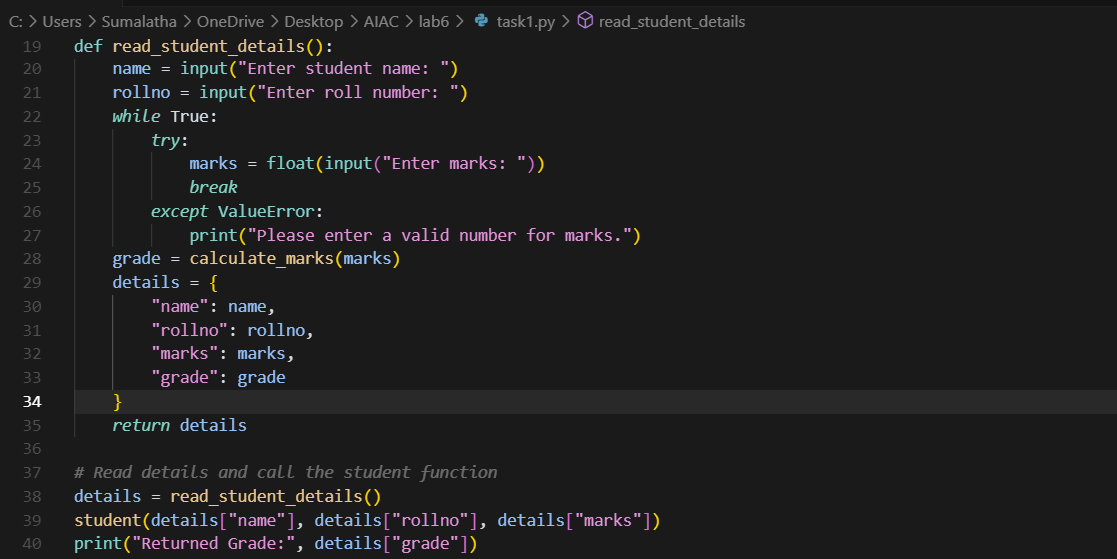 C: > Users > Sumalatha > OneDrive > Desktop > AIAC > lab6 > task1.py > read_student_details
19 def read_student_details():
20     name = input("Enter student name: ")
21     rollno = input("Enter roll number: ")
22     while True:
23         try:
24             marks = float(input("Enter marks: "))
25             break
26         except ValueError:
27             print("Please enter a valid number for marks.")
28     grade = calculate_marks(marks)
29     details = {
30         "name": name,
31         "rollno": rollno,
32         "marks": marks,
33         "grade": grade
34     }
35     return details
36
37 # Read details and call the student function
38 details = read_student_details()
39 student(details["name"], details["rollno"], details["marks"])
40 print("Returned Grade:", details["grade"])